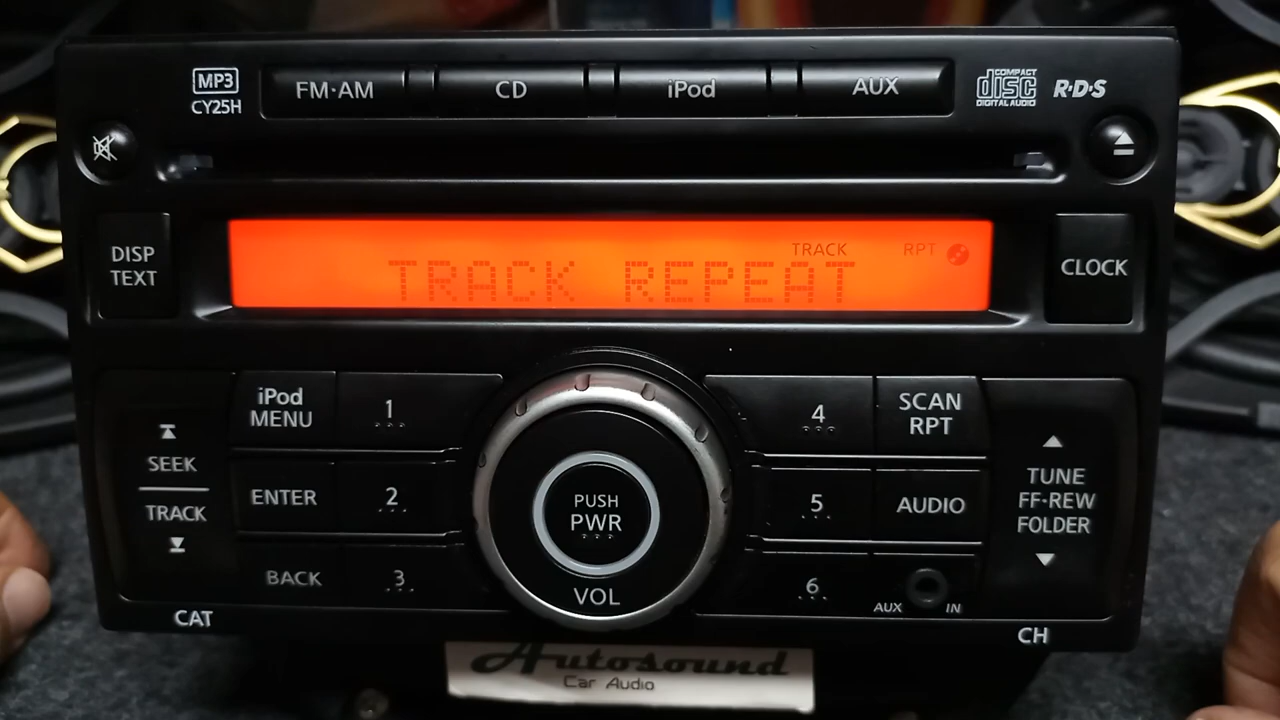 MP3
CY25H
FM·AM
CD
iPod
AUX
COMPACT
disc
DIGITAL AUDIO
R·D·S
DISP
TEXT
TRACK
RPT
TRACK REPEAT
CLOCK
iPod
MENU
1
4
SCAN
RPT
SEEK
TRACK
ENTER
2
PUSH
PWR
5
AUDIO
TUNE
FF·REW
FOLDER
BACK
3
VOL
6
AUX
IN
CAT
CH
Autosound
Car Audio